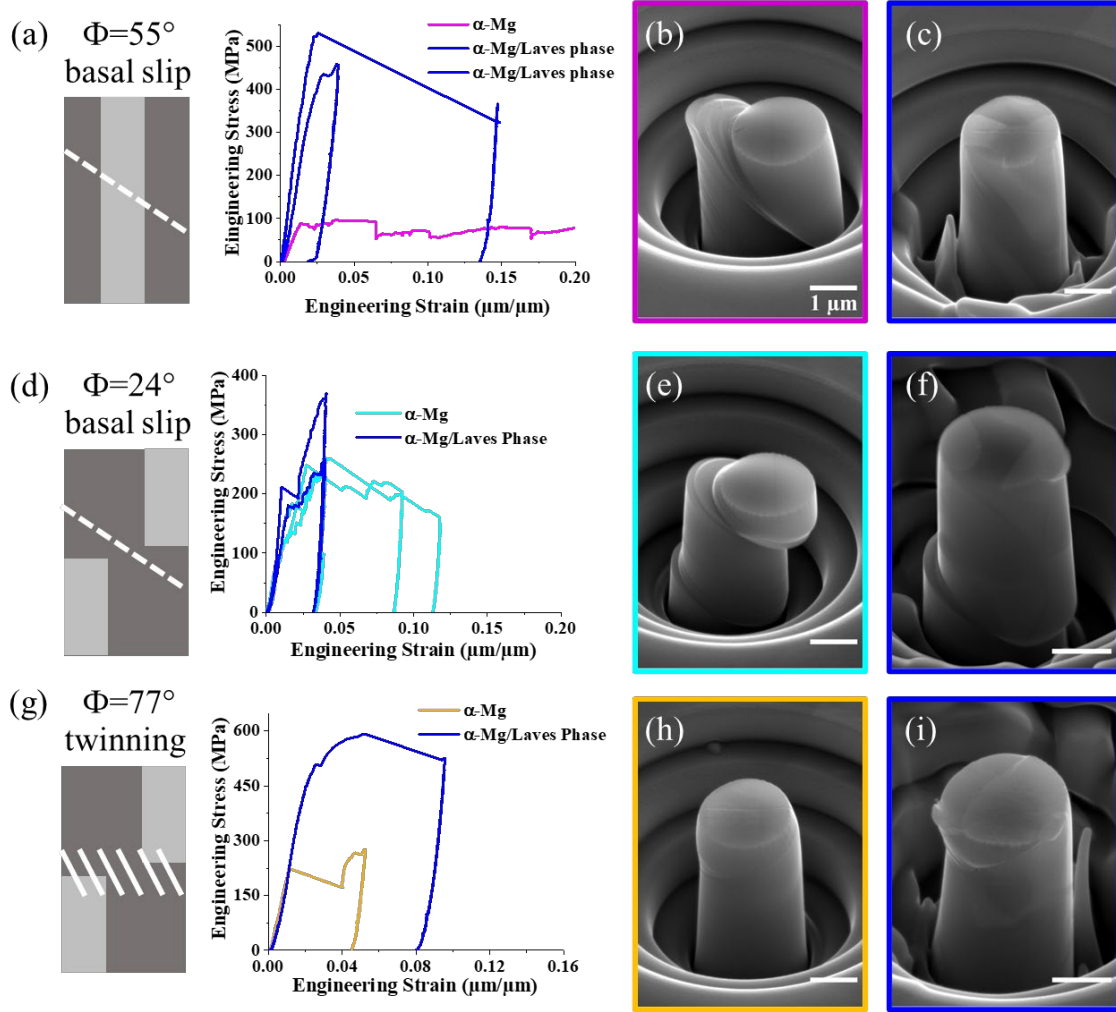 (a)
Φ=55°
basal slip
Eingineering Stress (MPa)
500
400
300
200
100
0
α-Mg
α-Mg/Laves phase
α-Mg/Laves phase
0.00 0.05 0.10 0.15 0.20
Engineering Strain (μm/μm)
(b)
1 μm
(c)
(d)
Φ=24°
basal slip
Engineering Stress (MPa)
400
300
200
100
0
α-Mg
α-Mg/Laves Phase
0.00 0.05 0.10 0.15 0.20
Engineering Strain (μm/μm)
(e)
(f)
(g)
Φ=77°
twinning
Engineering Stress (MPa)
600
450
300
150
0
α-Mg
α-Mg/Laves Phase
0.00 0.04 0.08 0.12 0.16
Engineering Strain (μm/μm)
(h)
(i)